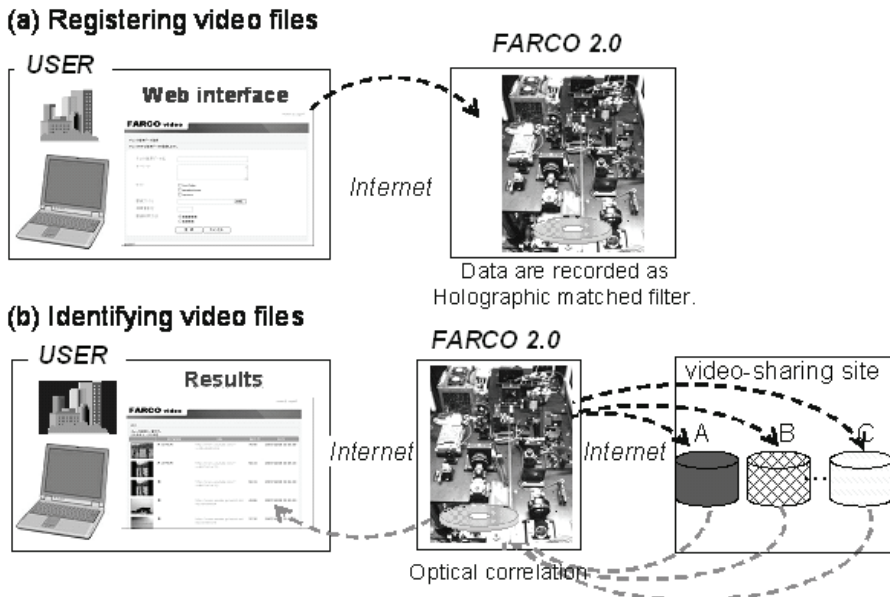 (a) Registering video files
FARCO 2.0
USER
Web interface
FARCO video
Internet
Data are recorded as
Holographic matched filter.
(b) Identifying video files
FARCO 2.0
USER
Results
video-sharing site
FARCO video
A
B
C
Internet
Internet
Optical correlation